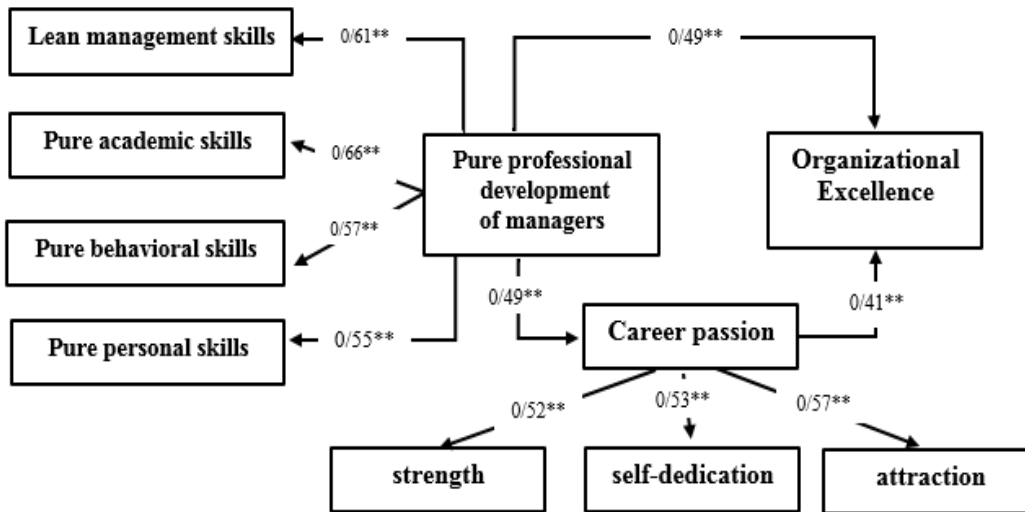 Lean management skills
0/61**
0/49**
Pure academic skills
0/66**
Pure professional
development
of managers
Organizational
Excellence
Pure behavioral skills
0/57**
0/49**
0/41**
Pure personal skills
0/55**
Career passion
0/52**
0/53**
0/57**
strength
self-dedication
attraction